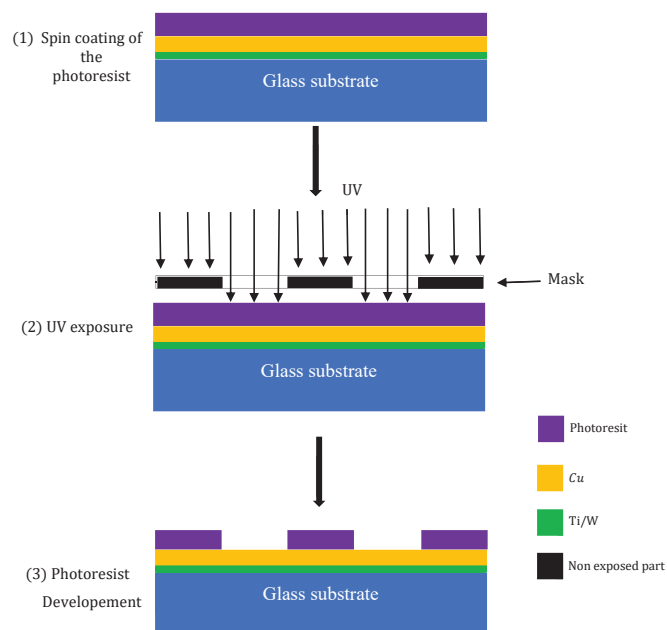 (1) Spin coating of
the
photoresist
Glass substrate
UV
Mask
(2) UV exposure
Glass substrate
Photoresit
Cu
Ti/W
Non exposed part
(3) Photoresist
Developement
Glass substrate